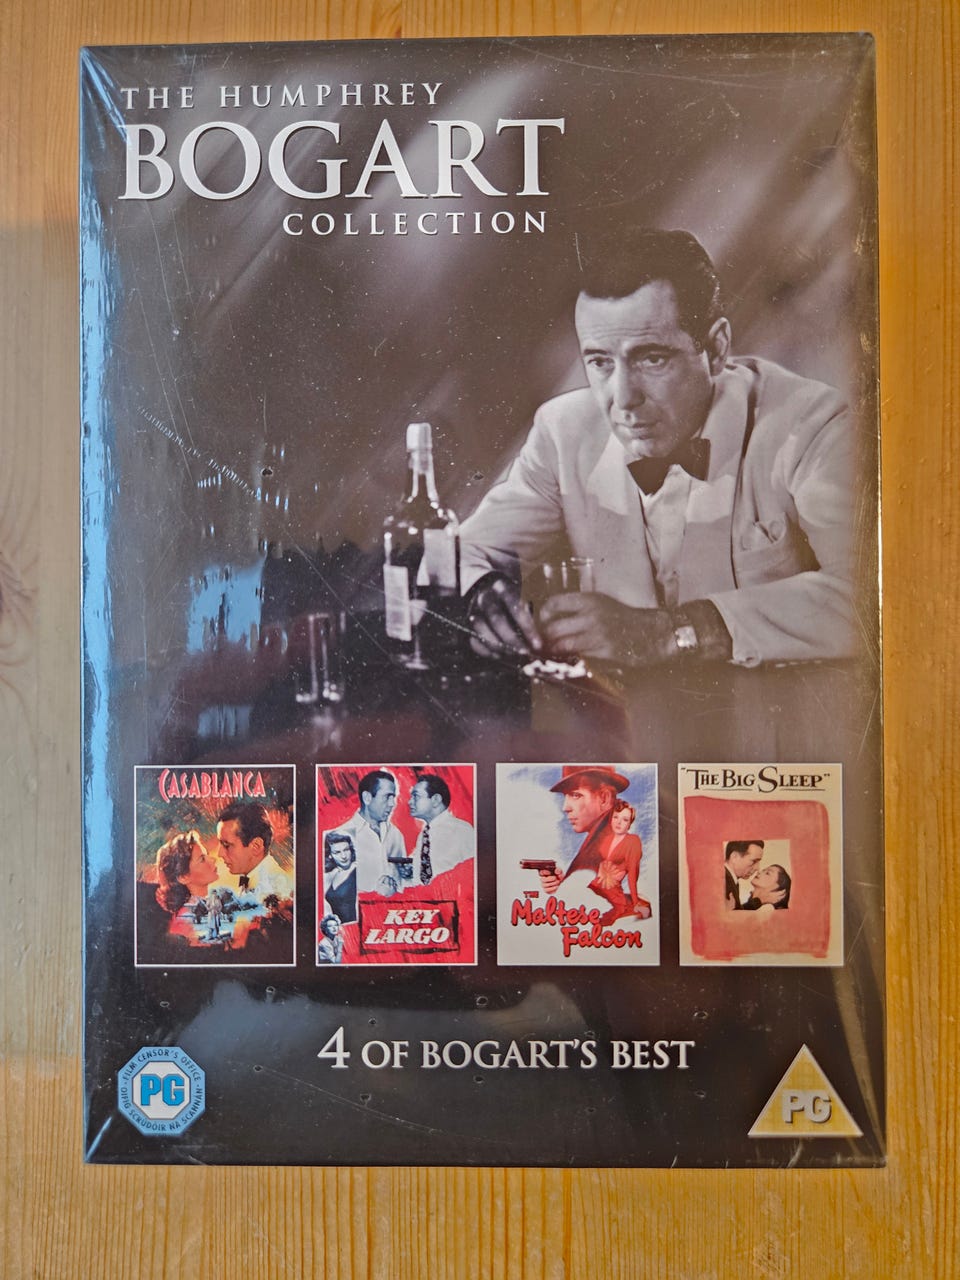 THE HUMPHREY
BOGART
COLLECTION
CASABLANCA
KEY
LARGO
THE
Maltese
Falcon
"THE BIG SLEEP"
4 OF BOGART'S BEST
FILM CENSOR'S OFFICE
PG
OIFIG SCRÚDÓIR NA SCANNÁN
PG